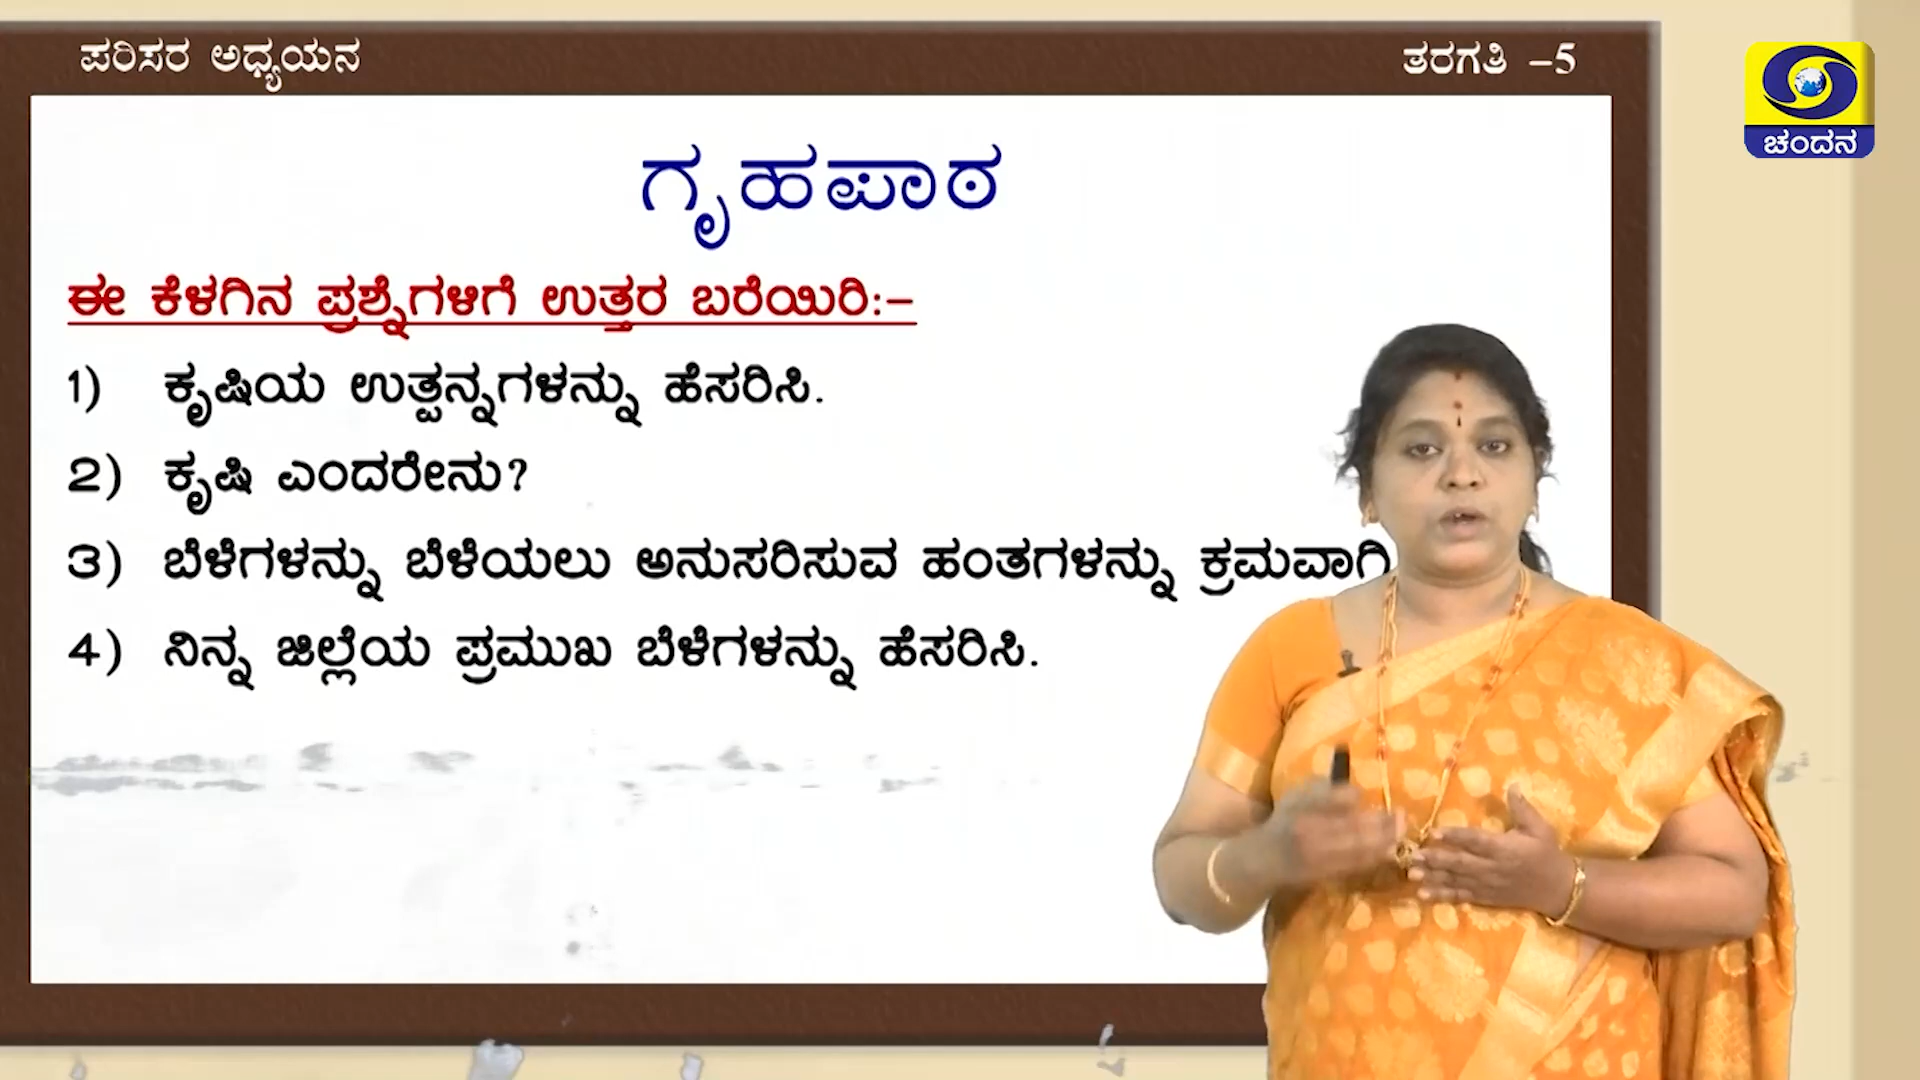 ಪರಿಸರ ಅಧ್ಯಯನ
ತರಗತಿ –5
ಚಂದನ
ಗೃಹಪಾಠ
ಈ ಕೆಳಗಿನ ಪ್ರಶ್ನೆಗಳಿಗೆ ಉತ್ತರ ಬರೆಯಿರಿ:–
1) ಕೃಷಿಯ ಉತ್ಪನ್ನಗಳನ್ನು ಹೆಸರಿಸಿ.
2) ಕೃಷಿ ಎಂದರೇನು?
3) ಬೆಳೆಗಳನ್ನು ಬೆಳೆಯಲು ಅನುಸರಿಸುವ ಹಂತಗಳನ್ನು ಕ್ರಮವಾಗಿ
4) ನಿನ್ನ ಜಿಲ್ಲೆಯ ಪ್ರಮುಖ ಬೆಳೆಗಳನ್ನು ಹೆಸರಿಸಿ.